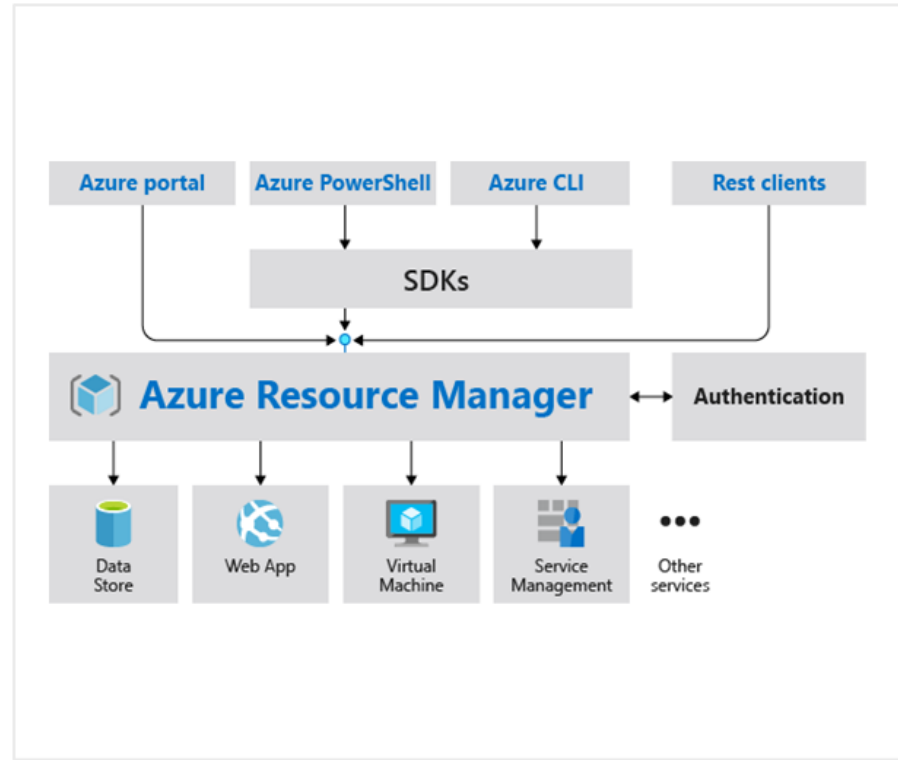 Azure portal
Azure PowerShell
Azure CLI
Rest clients
SDKs
Azure Resource Manager
Authentication
Data
Store
Web App
Virtual
Machine
Service
Management
Other
services